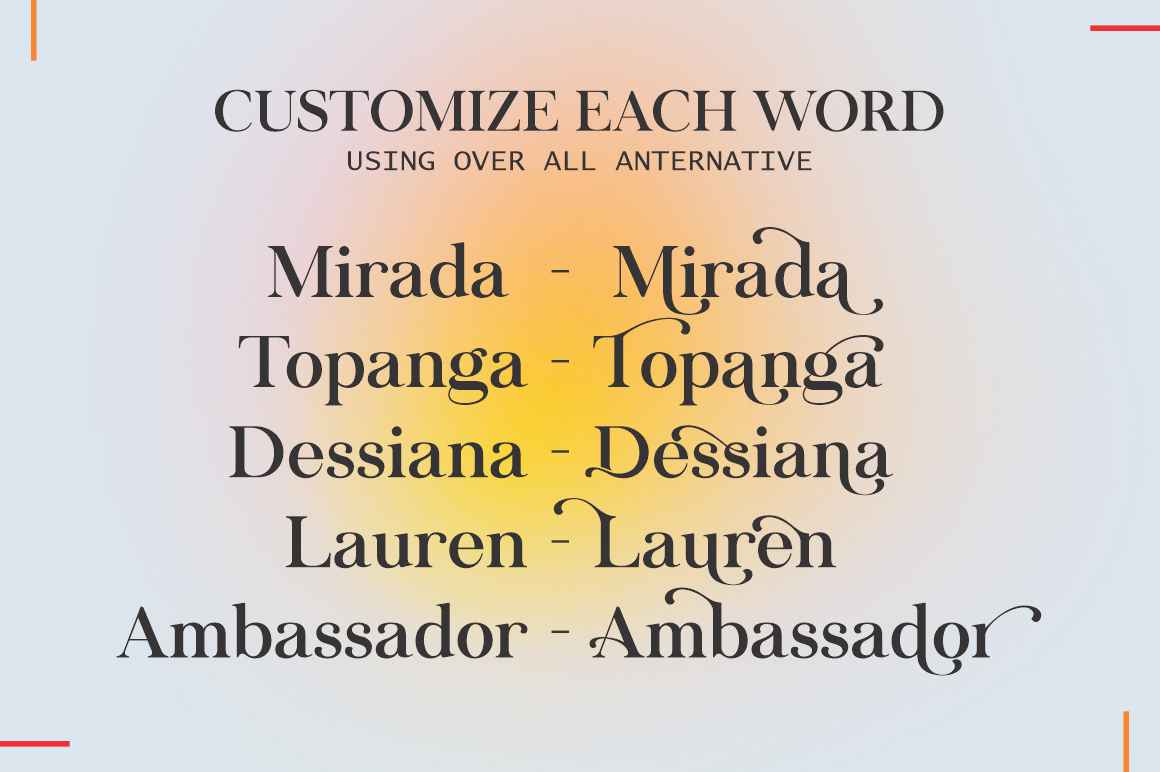 CUSTOMIZE EACH WORD
USING OVER ALL ANTERNATIVE
Mirada - Mirada
Topanga - Topanga
Dessiana - Dessiana
Lauren - Lauren
Ambassador - Ambassador